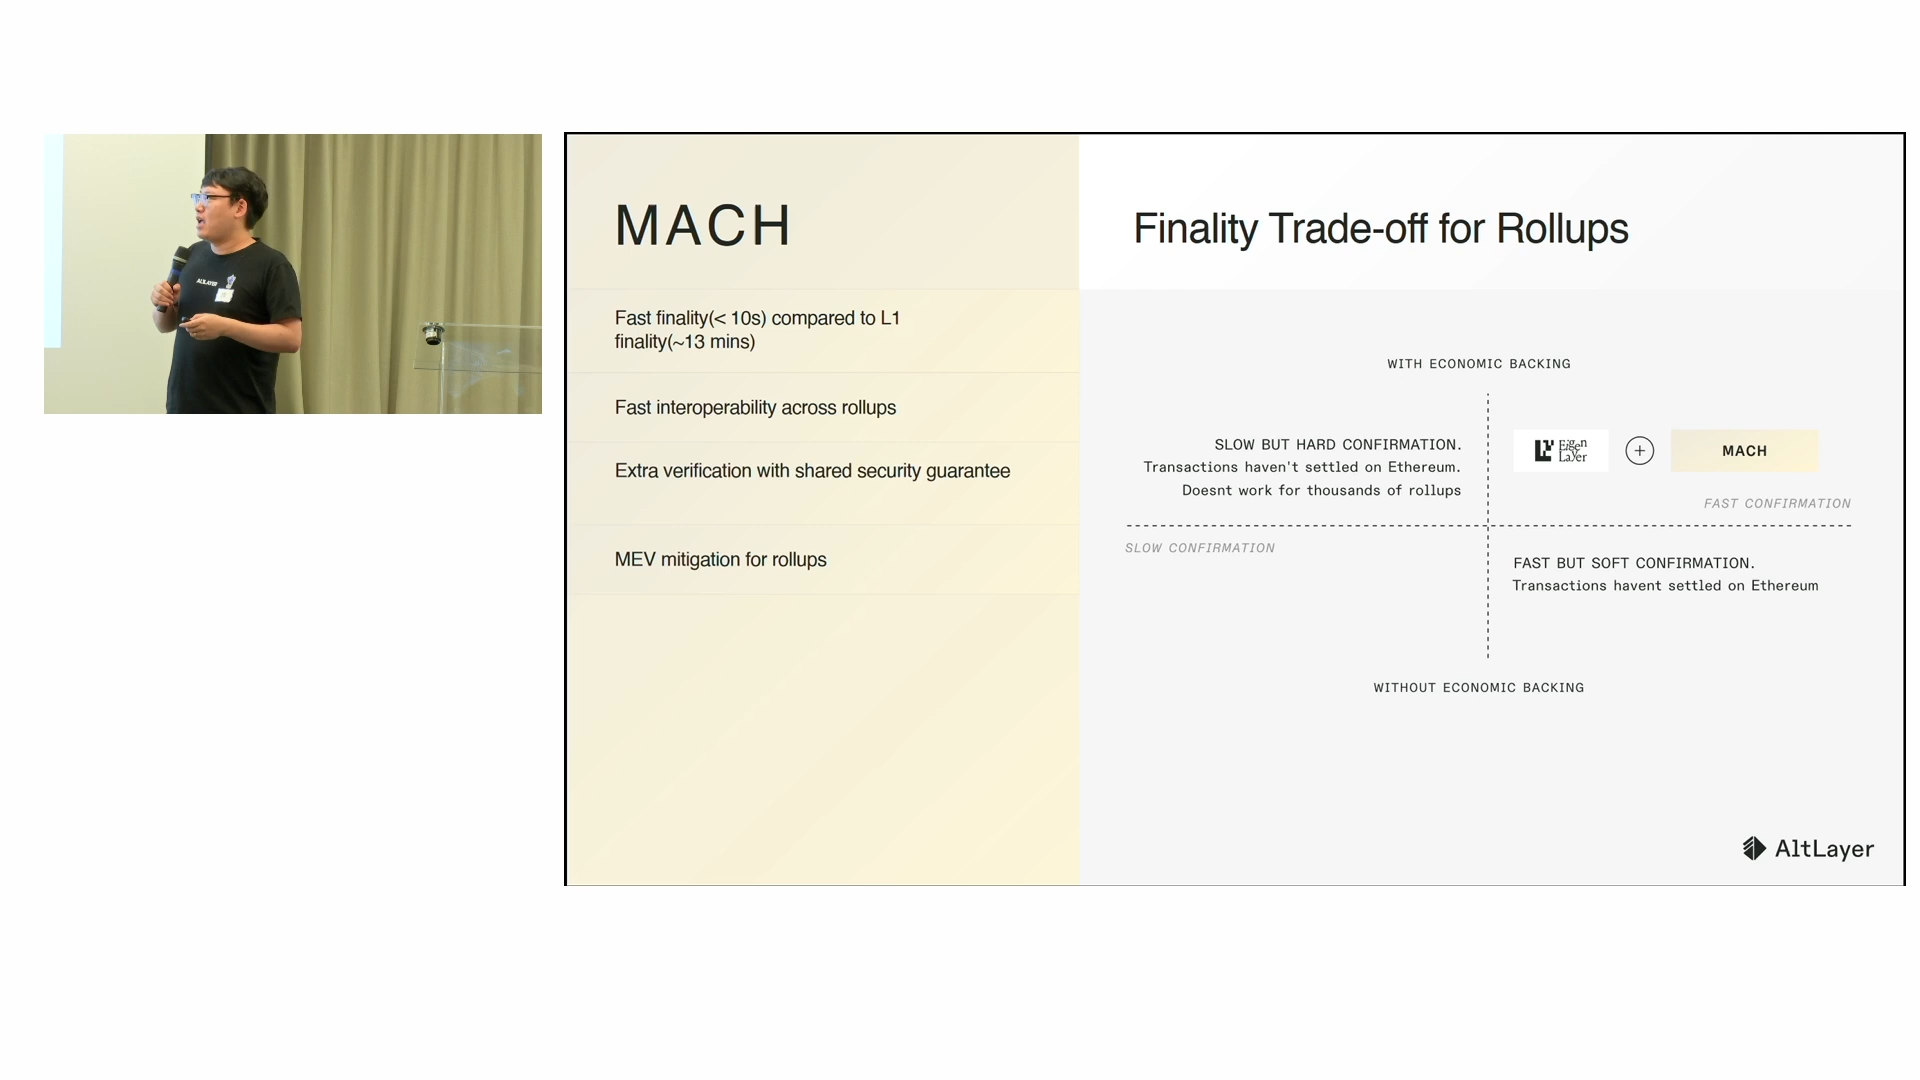 ALTLAYER
MACH
Fast finality(< 10s) compared to L1
finality(~13 mins)
Fast interoperability across rollups
Extra verification with shared security guarantee
MEV mitigation for rollups
Finality Trade-off for Rollups
WITH ECONOMIC BACKING
SLOW BUT HARD CONFIRMATION.
Transactions haven't settled on Ethereum.
Doesnt work for thousands of rollups
Eigen
Layer
MACH
FAST CONFIRMATION
SLOW CONFIRMATION
FAST BUT SOFT CONFIRMATION.
Transactions havent settled on Ethereum
WITHOUT ECONOMIC BACKING
AltLayer